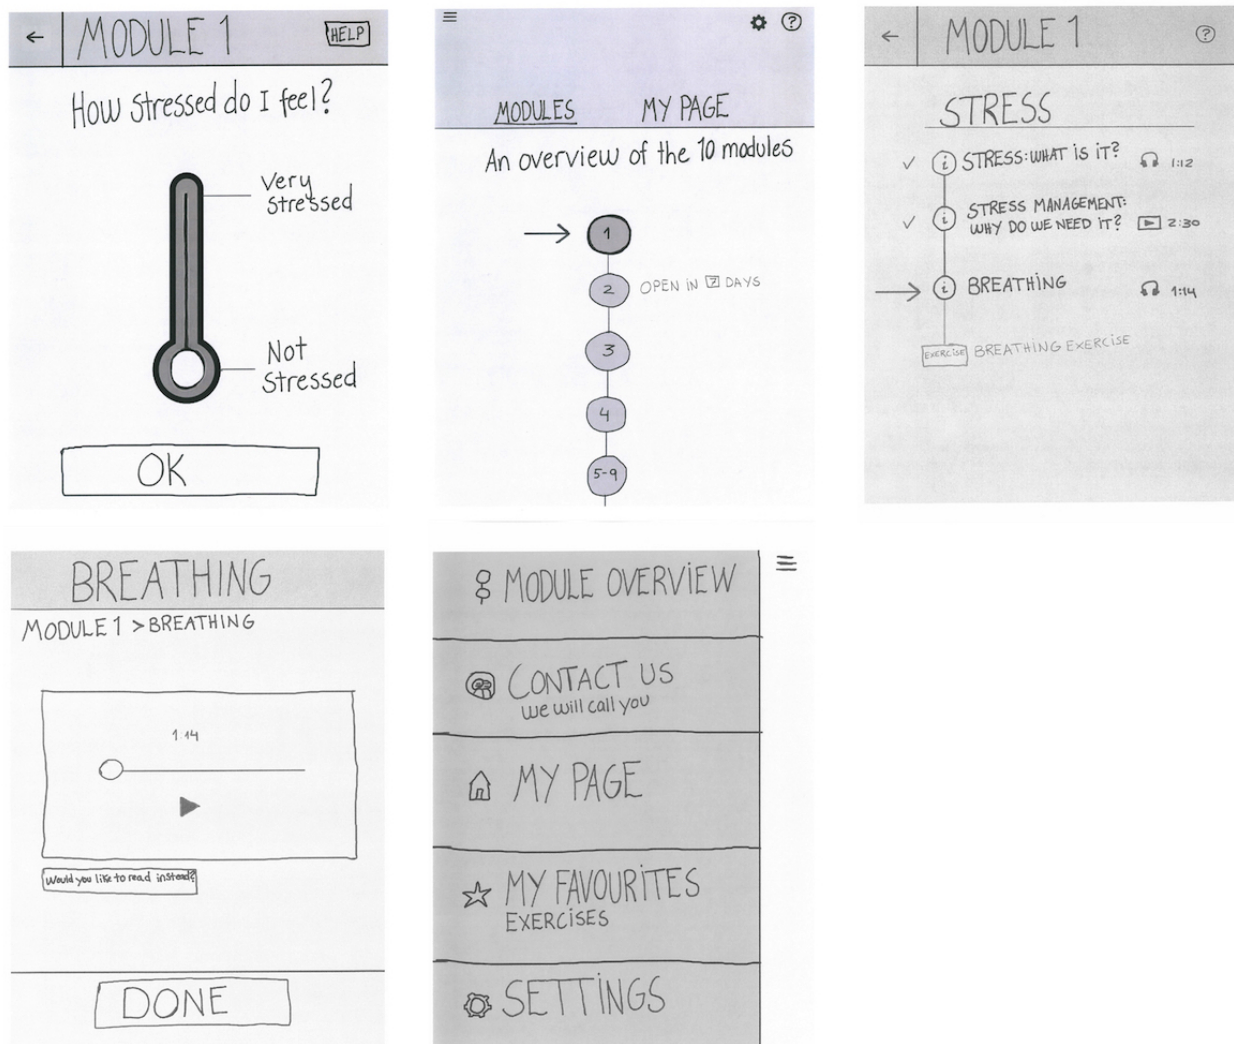 MODULE 1
HELP
How stressed do I feel?
Very
stressed
Not
Stressed
OK
?
MODULES MY PAGE
An overview of the 10 modules
1
2 OPEN IN 7 DAYS
3
4
5-9
MODULE 1 ?
STRESS
i STRESS: WHAT IS IT? 1:12
i STRESS MANAGEMENT:
WHY DO WE NEED IT? 2:30
i BREATHING 1:14
EXERCISE BREATHING EXERCISE
BREATHING
MODULE 1 > BREATHING
1:14
Would you like to read instead?
DONE
MODULE OVERVIEW
CONTACT US
we will call you
MY PAGE
MY FAVOURITES
EXERCISES
SETTINGS